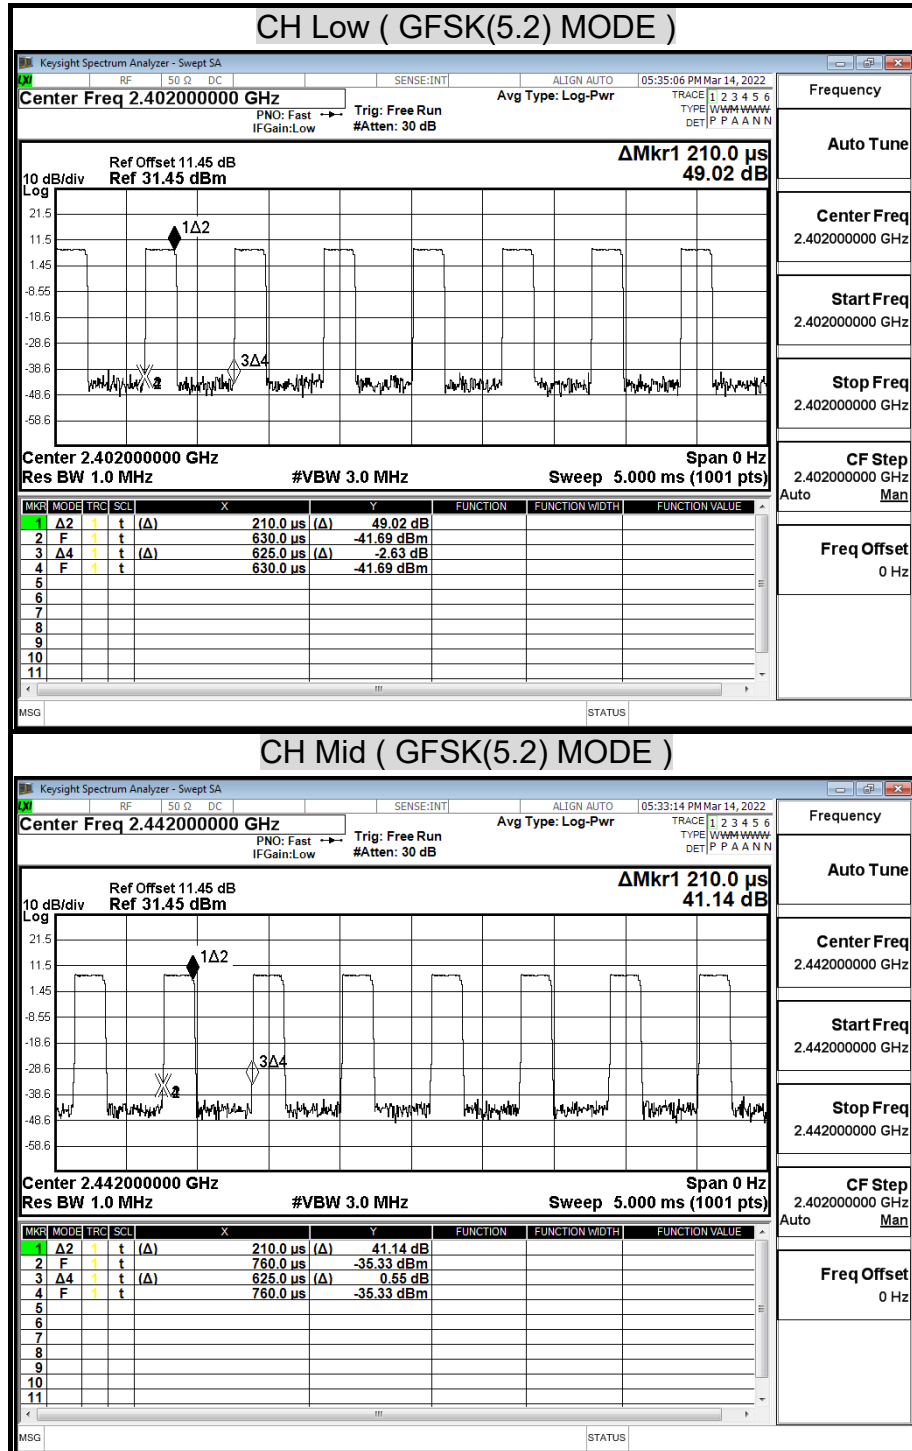 CH Low ( GFSK(5.2) MODE )
Keysight Spectrum Analyzer - Swept SA
LXI RF 50 Ω DC SENSE:INT ALIGN AUTO 05:35:06 PM Mar 14, 2022
Center Freq 2.402000000 GHz
PNO: Fast
IFGain:Low
Trig: Free Run
#Atten: 30 dB
Avg Type: Log-Pwr
TRACE 1 2 3 4 5 6
TYPE WWMWWWW
DET P P A A N N
Frequency
Auto Tune
Center Freq
2.402000000 GHz
Start Freq
2.402000000 GHz
Stop Freq
2.402000000 GHz
CF Step
2.402000000 GHz
Auto Man
Freq Offset
0 Hz
ΔMkr1 210.0 µs
49.02 dB
Ref Offset 11.45 dB
10 dB/div Ref 31.45 dBm
Log
21.5
11.5
1.45
-8.55
-18.6
-28.6
-38.6
-48.6
-58.6
1Δ2
3Δ4
Center 2.402000000 GHz Span 0 Hz
Res BW 1.0 MHz #VBW 3.0 MHz Sweep 5.000 ms (1001 pts)
MKR MODE TRC SCL X Y FUNCTION FUNCTION WIDTH FUNCTION VALUE
1 Δ2 1 t (Δ) 210.0 µs (Δ) 49.02 dB
2 F 1 t 630.0 µs -41.69 dBm
3 Δ4 1 t (Δ) 625.0 µs (Δ) -2.63 dB
4 F 1 t 630.0 µs -41.69 dBm
5
6
7
8
9
10
11
MSG STATUS
CH Mid ( GFSK(5.2) MODE )
Keysight Spectrum Analyzer - Swept SA
LXI RF 50 Ω DC SENSE:INT ALIGN AUTO 05:33:14 PM Mar 14, 2022
Center Freq 2.442000000 GHz
PNO: Fast
IFGain:Low
Trig: Free Run
#Atten: 30 dB
Avg Type: Log-Pwr
TRACE 1 2 3 4 5 6
TYPE WWMWWWW
DET P P A A N N
Frequency
Auto Tune
Center Freq
2.442000000 GHz
Start Freq
2.442000000 GHz
Stop Freq
2.442000000 GHz
CF Step
2.402000000 GHz
Auto Man
Freq Offset
0 Hz
ΔMkr1 210.0 µs
41.14 dB
Ref Offset 11.45 dB
10 dB/div Ref 31.45 dBm
Log
21.5
11.5
1.45
-8.55
-18.6
-28.6
-38.6
-48.6
-58.6
1Δ2
3Δ4
Center 2.442000000 GHz Span 0 Hz
Res BW 1.0 MHz #VBW 3.0 MHz Sweep 5.000 ms (1001 pts)
MKR MODE TRC SCL X Y FUNCTION FUNCTION WIDTH FUNCTION VALUE
1 Δ2 1 t (Δ) 210.0 µs (Δ) 41.14 dB
2 F 1 t 760.0 µs -35.33 dBm
3 Δ4 1 t (Δ) 625.0 µs (Δ) 0.55 dB
4 F 1 t 760.0 µs -35.33 dBm
5
6
7
8
9
10
11
MSG STATUS